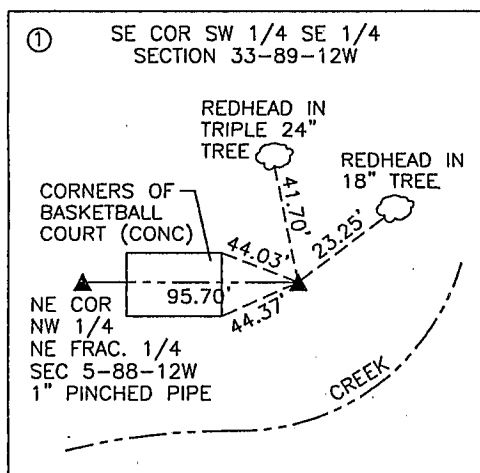 ①
SE COR SW 1/4 SE 1/4
SECTION 33-89-12W
REDHEAD IN
TRIPLE 24"
TREE
REDHEAD IN
18" TREE
CORNERS OF
BASKETBALL
COURT (CONC)
41.70'
44.03'
23.25'
95.70'
44.37'
NE COR
NW 1/4
NE FRAC. 1/4
SEC 5-88-12W
1" PINCHED PIPE
CREEK